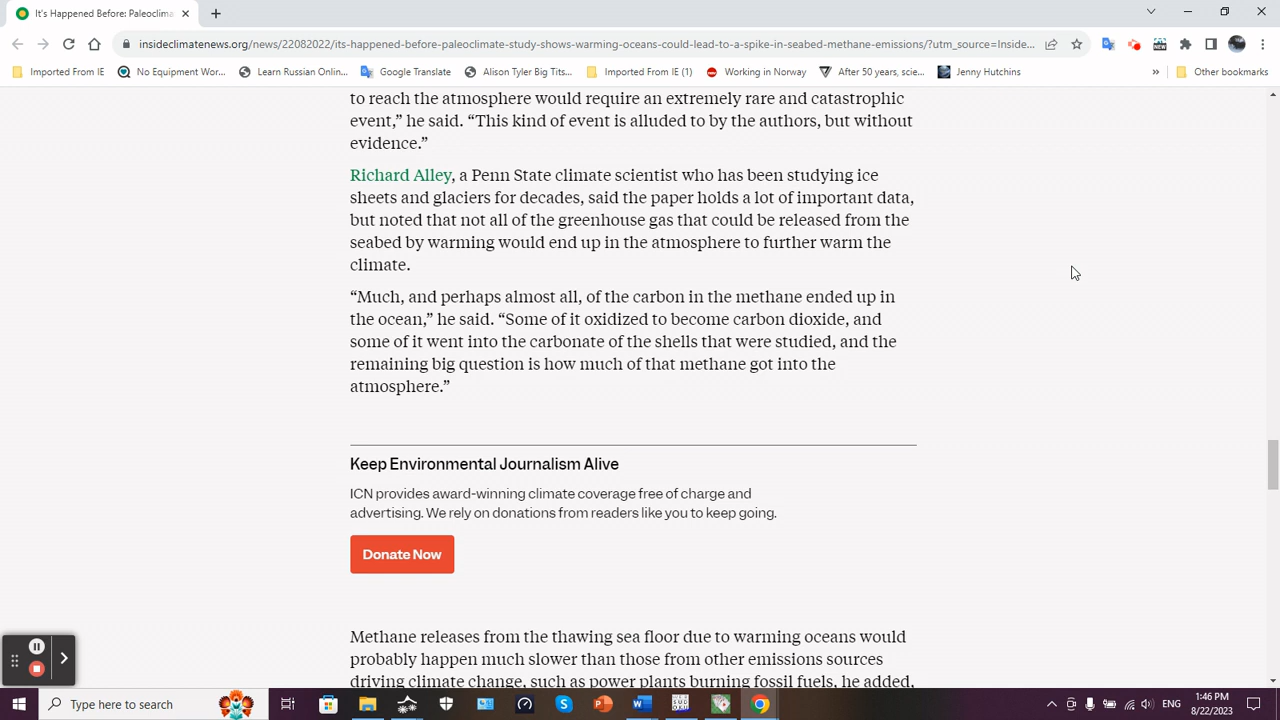 It's Happened Before: Paleoclima
insideclimatenews.org/news/22082022/its-happened-before-paleoclimate-study-shows-warming-oceans-could-lead-to-a-spike-in-seabed-methane-emissions/?utm_source=Inside...
Imported From IE
No Equipment Wor...
Learn Russian Onlin...
Google Translate
Alison Tyler Big Tits...
Imported From IE (1)
Working in Norway
After 50 years, scie...
Jenny Hutchins
»
Other bookmarks
to reach the atmosphere would require an extremely rare and catastrophic
event,” he said. “This kind of event is alluded to by the authors, but without
evidence.”
Richard Alley, a Penn State climate scientist who has been studying ice
sheets and glaciers for decades, said the paper holds a lot of important data,
but noted that not all of the greenhouse gas that could be released from the
seabed by warming would end up in the atmosphere to further warm the
climate.
“Much, and perhaps almost all, of the carbon in the methane ended up in
the ocean,” he said. “Some of it oxidized to become carbon dioxide, and
some of it went into the carbonate of the shells that were studied, and the
remaining big question is how much of that methane got into the
atmosphere.”
Keep Environmental Journalism Alive
ICN provides award-winning climate coverage free of charge and
advertising. We rely on donations from readers like you to keep going.
Donate Now
Methane releases from the thawing sea floor due to warming oceans would
probably happen much slower than those from other emissions sources
driving climate change, such as power plants burning fossil fuels, he added,
Type here to search
1:46 PM
8/22/2023